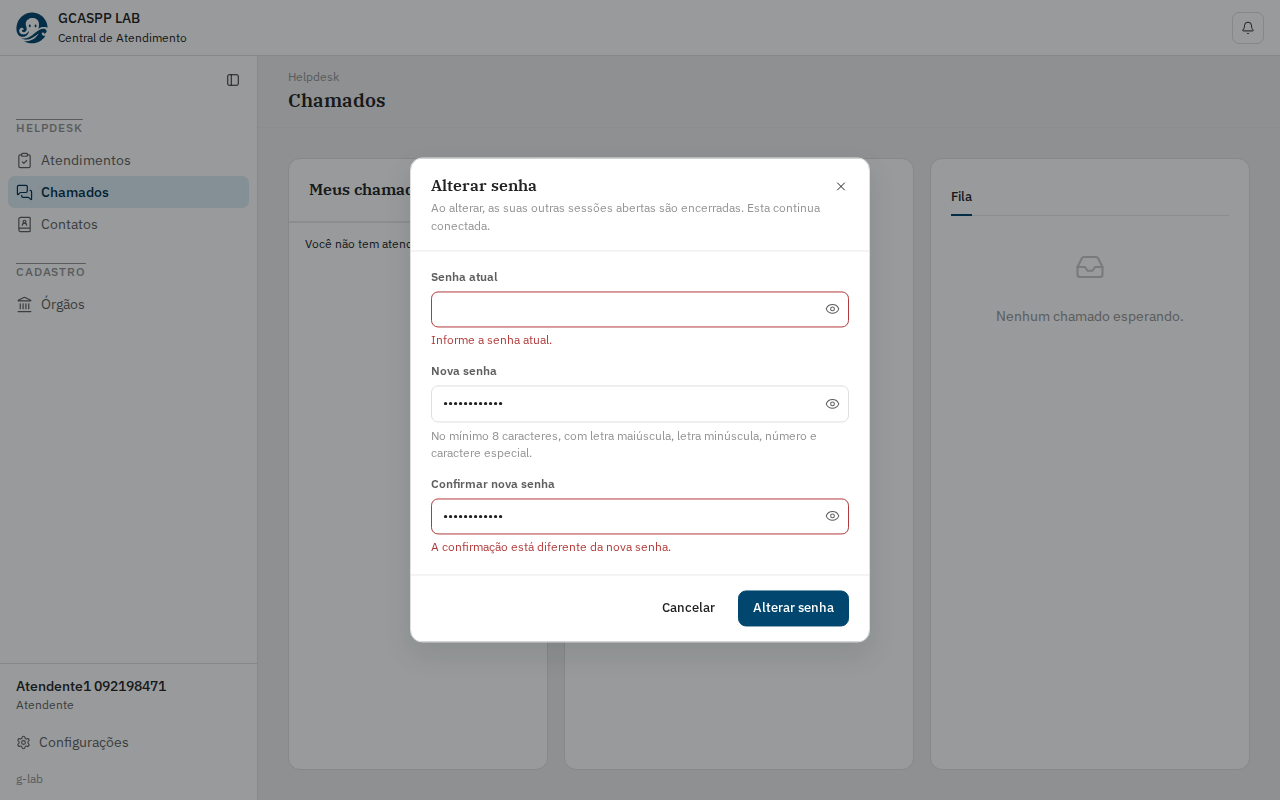 GCASPP LAB
Central de Atendimento
HELPDESK
Atendimentos
Chamados
Contatos
CADASTRO
Órgãos
Atendente1 092198471
Atendente
Configurações
g-lab
Helpdesk
Chamados
Meus chamad
Você não tem atend
Alterar senha
Ao alterar, as suas outras sessões abertas são encerradas. Esta continua
conectada.
Senha atual
Informe a senha atual.
Nova senha
••••••••••••
No mínimo 8 caracteres, com letra maiúscula, letra minúscula, número e
caractere especial.
Confirmar nova senha
••••••••••••
A confirmação está diferente da nova senha.
Cancelar
Alterar senha
Fila
Nenhum chamado esperando.